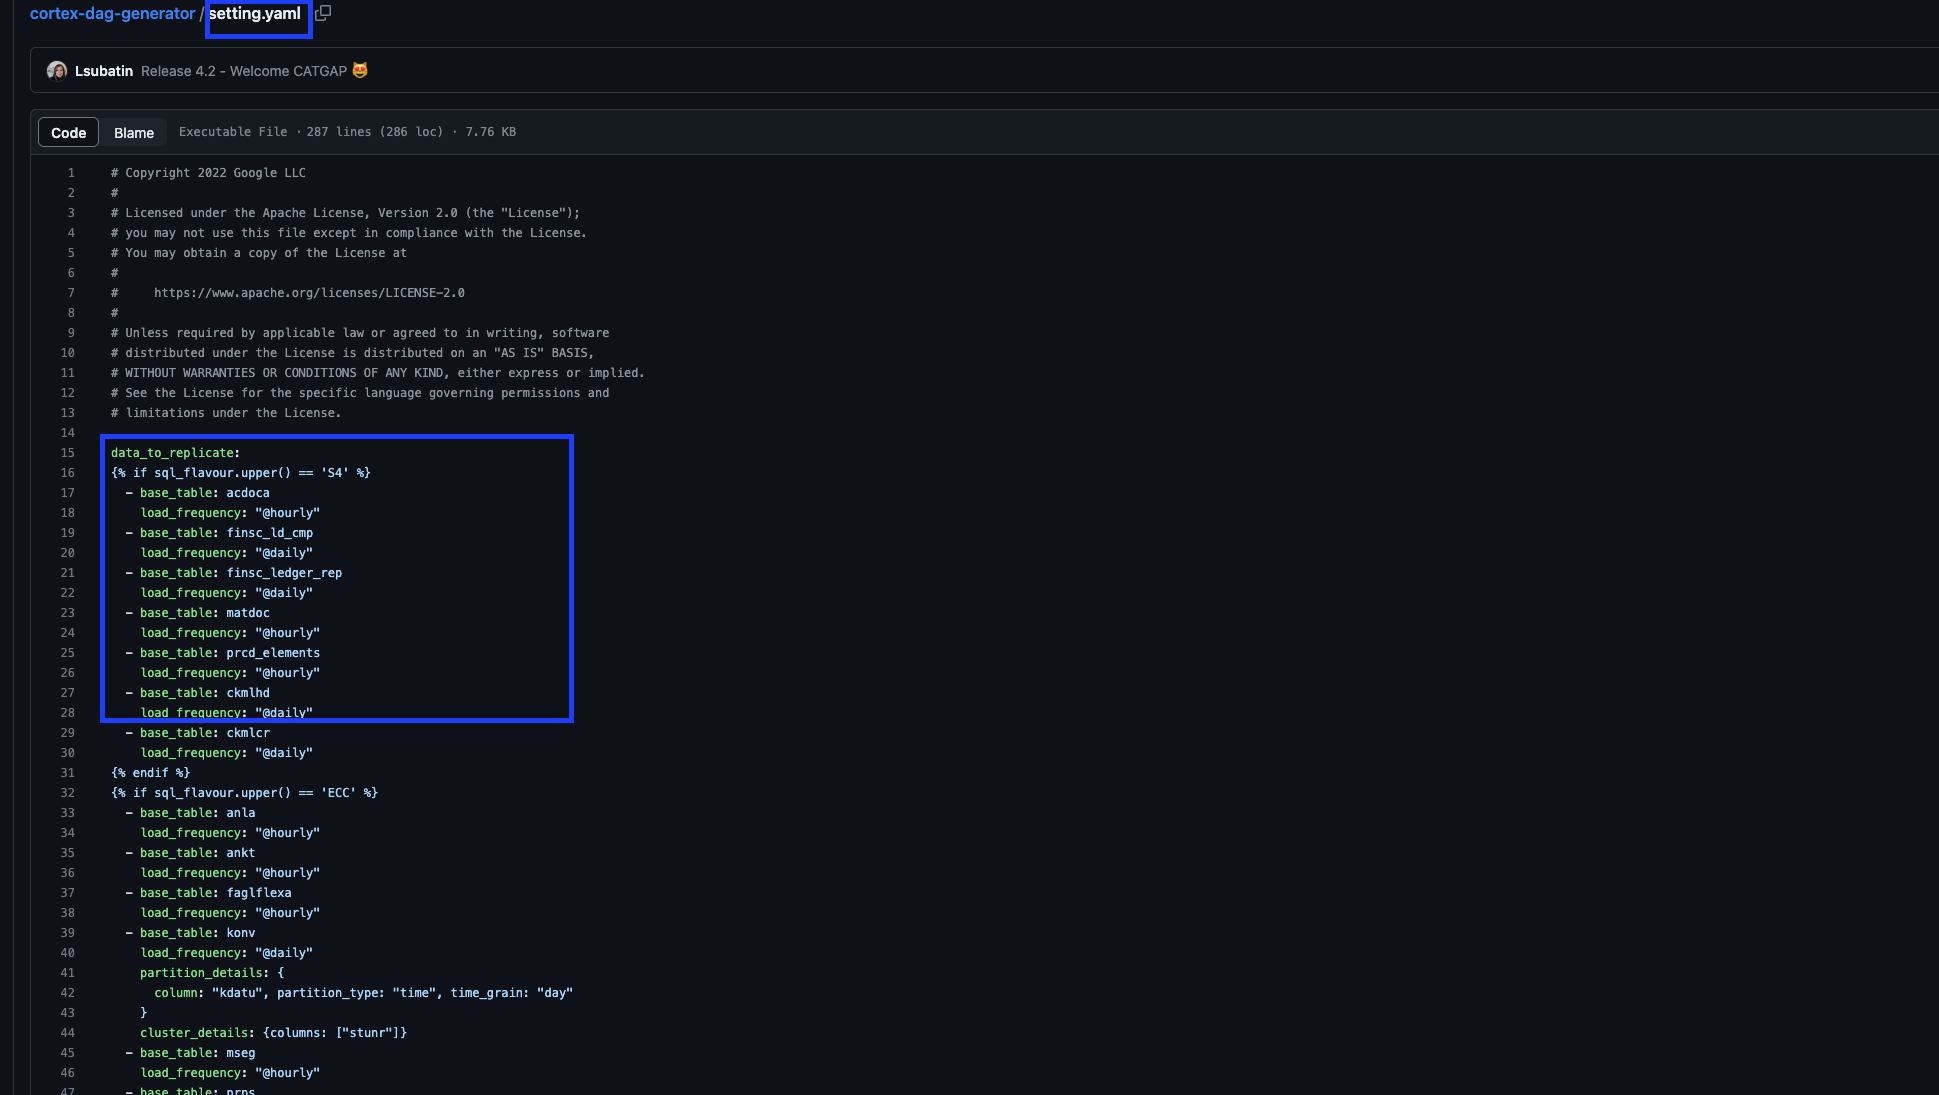 cortex-dag-generator / setting.yaml
Lsubatin Release 4.2 - Welcome CATGAP 😻
Code Blame Executable File · 287 lines (286 loc) · 7.76 KB
1 # Copyright 2022 Google LLC
2 #
3 # Licensed under the Apache License, Version 2.0 (the "License");
4 # you may not use this file except in compliance with the License.
5 # You may obtain a copy of the License at
6 #
7 #     https://www.apache.org/licenses/LICENSE-2.0
8 #
9 # Unless required by applicable law or agreed to in writing, software
10 # distributed under the License is distributed on an "AS IS" BASIS,
11 # WITHOUT WARRANTIES OR CONDITIONS OF ANY KIND, either express or implied.
12 # See the License for the specific language governing permissions and
13 # limitations under the License.
14
15 data_to_replicate:
16 {% if sql_flavour.upper() == 'S4' %}
17   - base_table: acdoca
18     load_frequency: "@hourly"
19   - base_table: finsc_ld_cmp
20     load_frequency: "@daily"
21   - base_table: finsc_ledger_rep
22     load_frequency: "@daily"
23   - base_table: matdoc
24     load_frequency: "@hourly"
25   - base_table: prcd_elements
26     load_frequency: "@hourly"
27   - base_table: ckmlhd
28     load_frequency: "@daily"
29   - base_table: ckmlcr
30     load_frequency: "@daily"
31 {% endif %}
32 {% if sql_flavour.upper() == 'ECC' %}
33   - base_table: anla
34     load_frequency: "@hourly"
35   - base_table: ankt
36     load_frequency: "@hourly"
37   - base_table: faglflexa
38     load_frequency: "@hourly"
39   - base_table: konv
40     load_frequency: "@daily"
41     partition_details: {
42       column: "kdatu", partition_type: "time", time_grain: "day"
43     }
44     cluster_details: {columns: ["stunr"]}
45   - base_table: mseg
46     load_frequency: "@hourly"
47   - base_table: prps